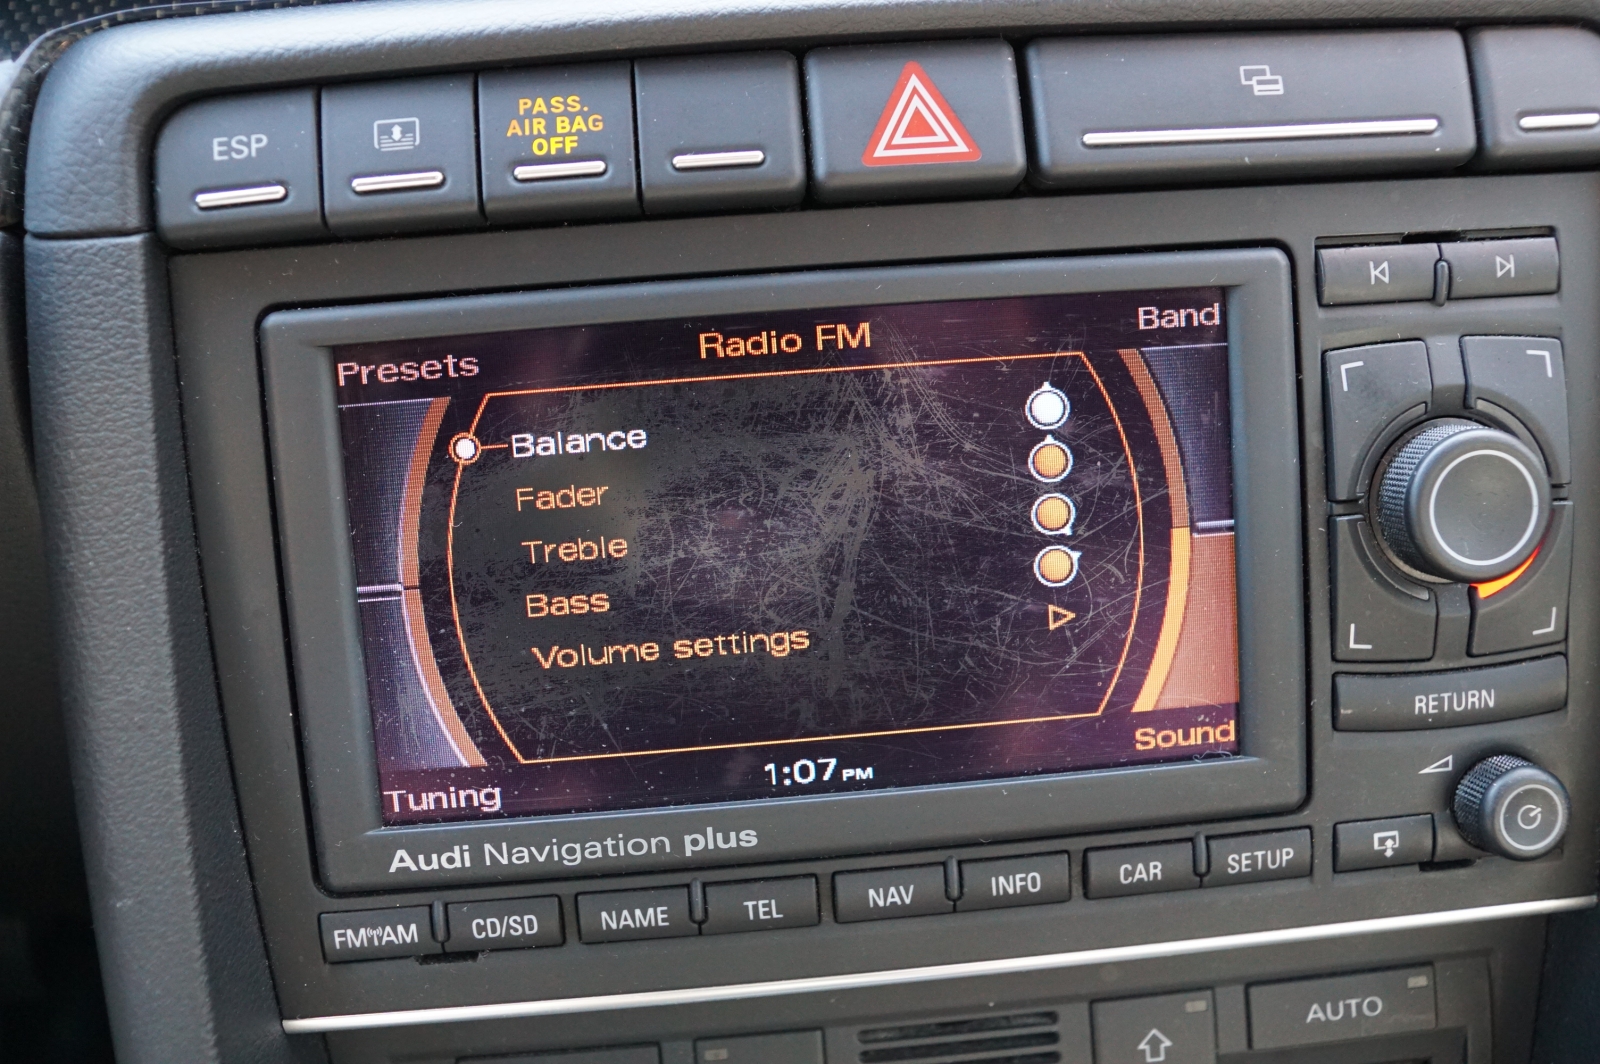 ESP
PASS.
AIR BAG
OFF
Presets
Radio FM
Band
Balance
Fader
Treble
Bass
Volume settings
Tuning
1:07 PM
Sound
RETURN
Audi Navigation plus
FM AM
CD/SD
NAME
TEL
NAV
INFO
CAR
SETUP
AUTO